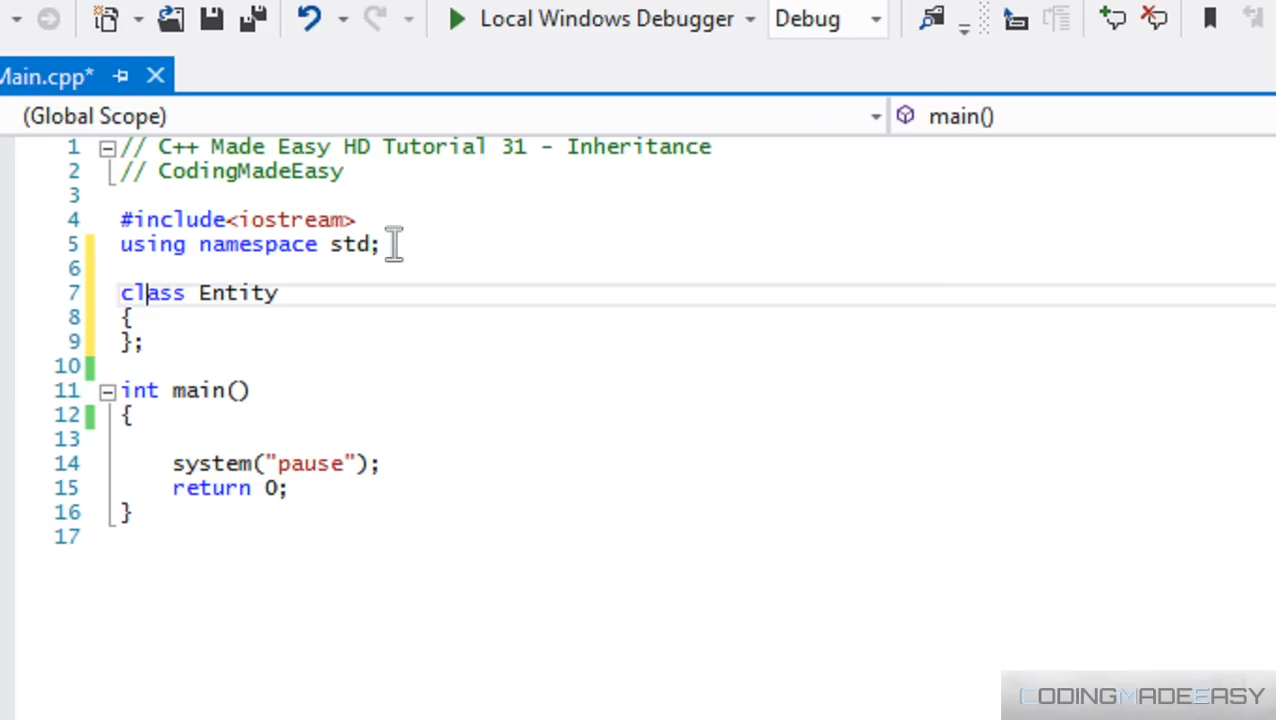 Local Windows Debugger
Debug
Main.cpp*
(Global Scope)
main()
1 // C++ Made Easy HD Tutorial 31 - Inheritance
2 // CodingMadeEasy
3
4 #include<iostream>
5 using namespace std;
6
7 class Entity
8 {
9 };
10
11 int main()
12 {
13
14 system("pause");
15 return 0;
16 }
17
CODINGMADEEASY